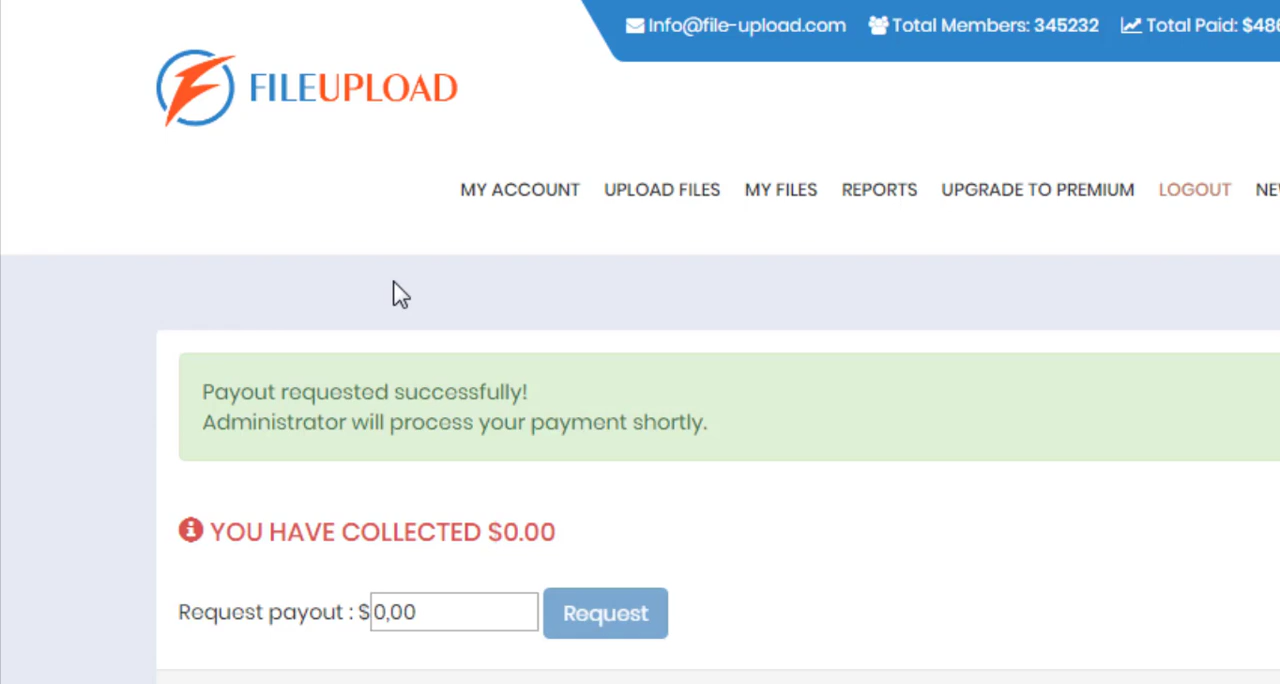 Info@file-upload.com Total Members: 345232 Total Paid: $486
FILEUPLOAD
MY ACCOUNT UPLOAD FILES MY FILES REPORTS UPGRADE TO PREMIUM LOGOUT
Payout requested successfully!
Administrator will process your payment shortly.
YOU HAVE COLLECTED $0.00
Request payout : $0,00 Request